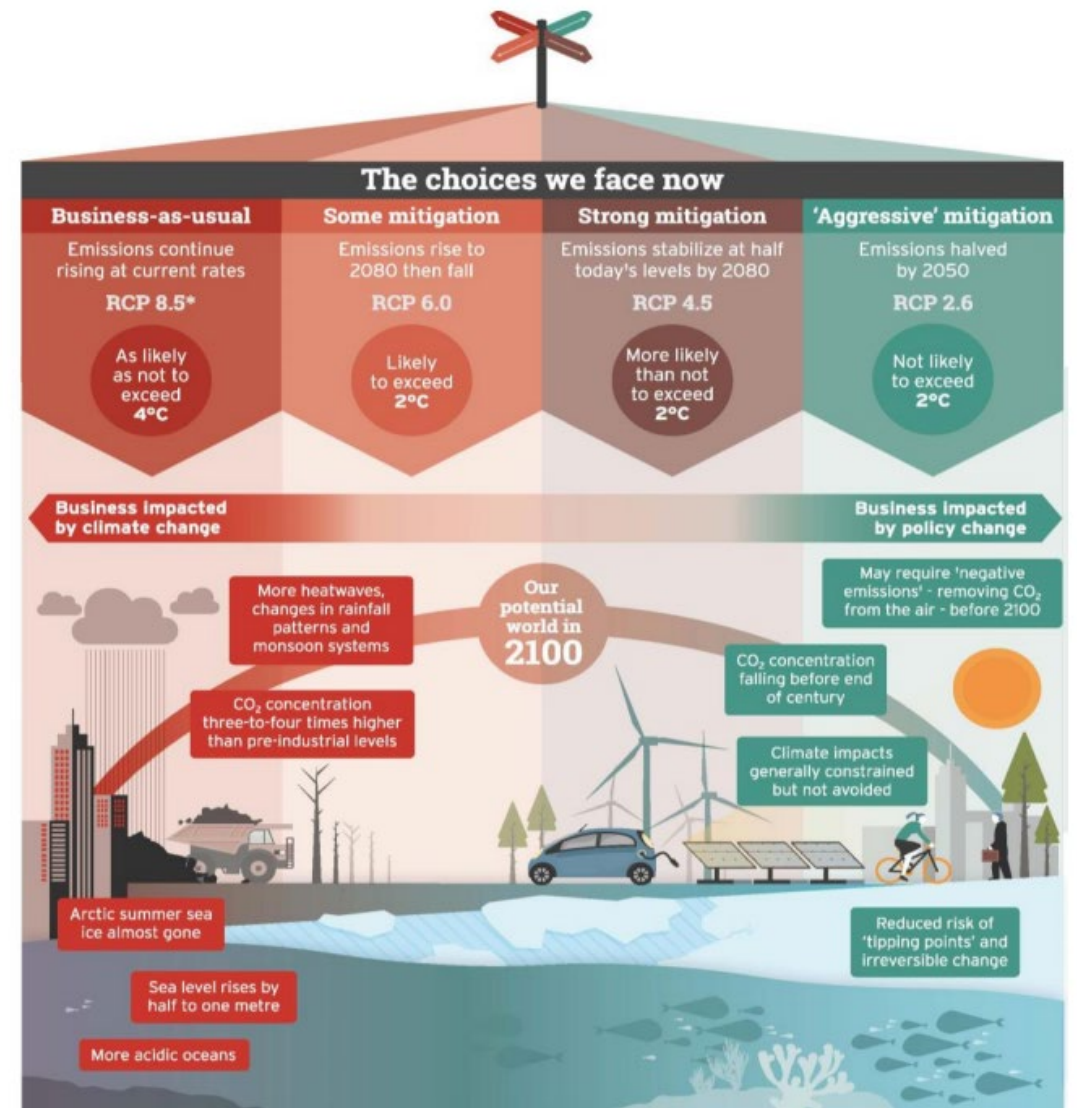 The choices we face now
Business-as-usual
Emissions continue
rising at current rates
RCP 8.5*
As likely
as not to
exceed
4°C
Some mitigation
Emissions rise to
2080 then fall
RCP 6.0
Likely
to exceed
2°C
Strong mitigation
Emissions stabilize at half
today's levels by 2080
RCP 4.5
More likely
than not
to exceed
2°C
'Aggressive' mitigation
Emissions halved
by 2050
RCP 2.6
Not likely
to exceed
2°C
Business impacted
by climate change
Business impacted
by policy change
Our
potential
world in
2100
More heatwaves,
changes in rainfall
patterns and
monsoon systems
CO₂ concentration
three-to-four times higher
than pre-industrial levels
May require 'negative
emissions' - removing CO₂
from the air - before 2100
CO₂ concentration
falling before end
of century
Climate impacts
generally constrained
but not avoided
Arctic summer sea
ice almost gone
Sea level rises by
half to one metre
More acidic oceans
Reduced risk of
'tipping points' and
irreversible change